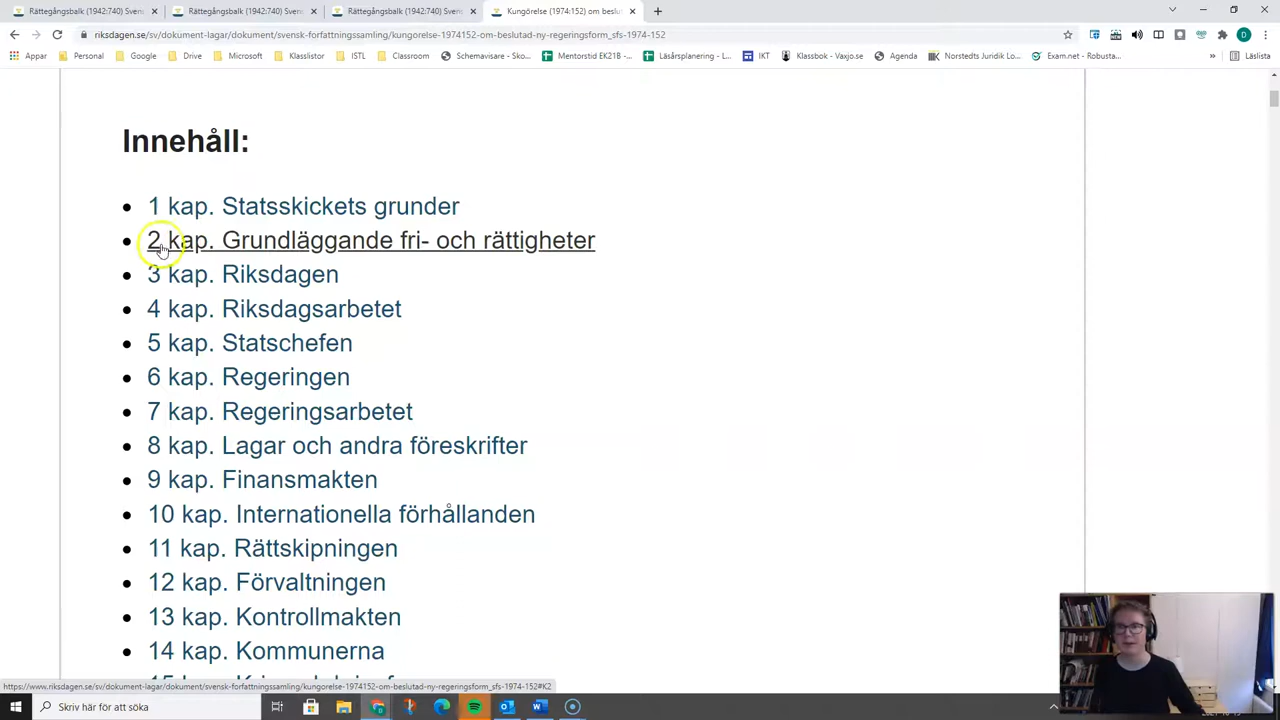 Rättegångsbalk (1942:740) Svens
Rättegångsbalk (1942:740) Svens
Rättegångsbalk (1942:740) Svens
Kungörelse (1974:152) om beslut
riksdagen.se/sv/dokument-lagar/dokument/svensk-forfattningssamling/kungorelse-1974152-om-beslutad-ny-regeringsform_sfs-1974-152
Appar Personal Google Drive Microsoft Klasslistor ISTL Classroom Schemavisare - Sko... Mentorstid EK21B -... Läsårsplanering - L... IKT Klassbok - Vaxjo.se Agenda Norstedts Juridik Lo... Exam.net - Robusta... » Läslista
Innehåll:
1 kap. Statsskickets grunder
2 kap. Grundläggande fri- och rättigheter
3 kap. Riksdagen
4 kap. Riksdagsarbetet
5 kap. Statschefen
6 kap. Regeringen
7 kap. Regeringsarbetet
8 kap. Lagar och andra föreskrifter
9 kap. Finansmakten
10 kap. Internationella förhållanden
11 kap. Rättskipningen
12 kap. Förvaltningen
13 kap. Kontrollmakten
14 kap. Kommunerna
https://www.riksdagen.se/sv/dokument-lagar/dokument/svensk-forfattningssamling/kungorelse-1974152-om-beslutad-ny-regeringsform_sfs-1974-152#K2
Skriv här för att söka